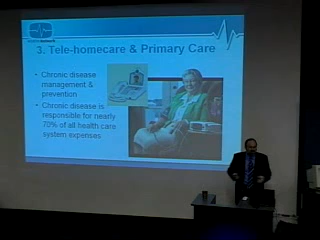 3. Tele-homecare & Primary Care
• Chronic disease
management &
prevention
• Chronic disease is
responsible for nearly
70% of all health care
system expenses